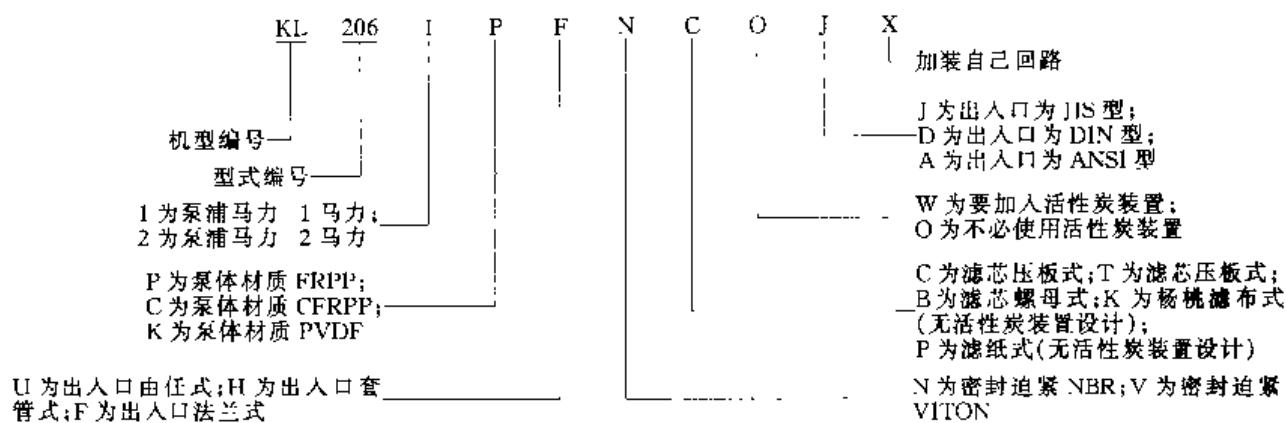 KL 206 I P F N C O J X
加装自己回路
J 为出入口为 JIS 型;
机型编号
D 为出入口为 DIN 型;
A 为出入口为 ANSI 型
型式编号
1 为泵浦马力 1 马力;
2 为泵浦马力 2 马力
W 为要加入活性炭装置;
O 为不必使用活性炭装置
P 为泵体材质 FRPP;
C 为泵体材质 CFRPP;
K 为泵体材质 PVDF
C 为滤芯压板式;T 为滤芯压板式;
B 为滤芯螺母式;K 为杨桃滤布式
(无活性炭装置设计);
P 为滤纸式(无活性炭装置设计)
U 为出入口由任式;H 为出入口套
管式;F 为出入口法兰式
N 为密封迫紧 NBR;V 为密封迫紧
VITON